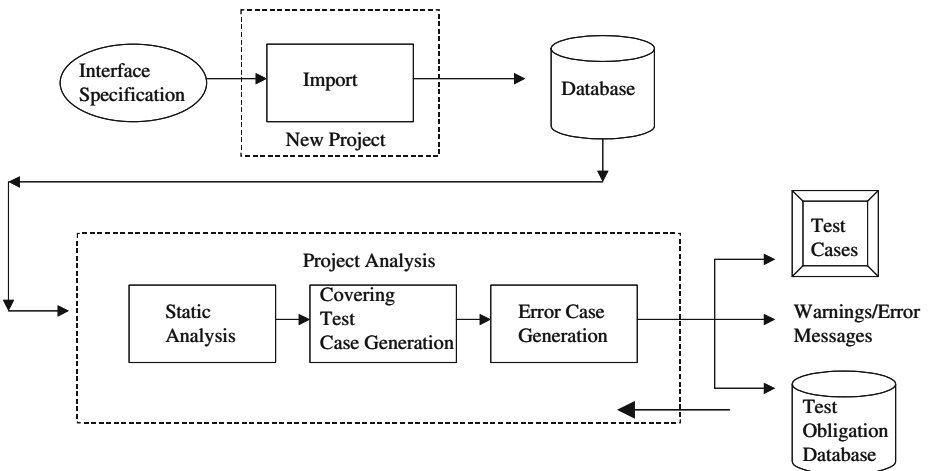 Interface
Specification
Import
New Project
Database
Project Analysis
Static
Analysis
Covering
Test
Case Generation
Error Case
Generation
Test
Cases
Warnings/Error
Messages
Test
Obligation
Database